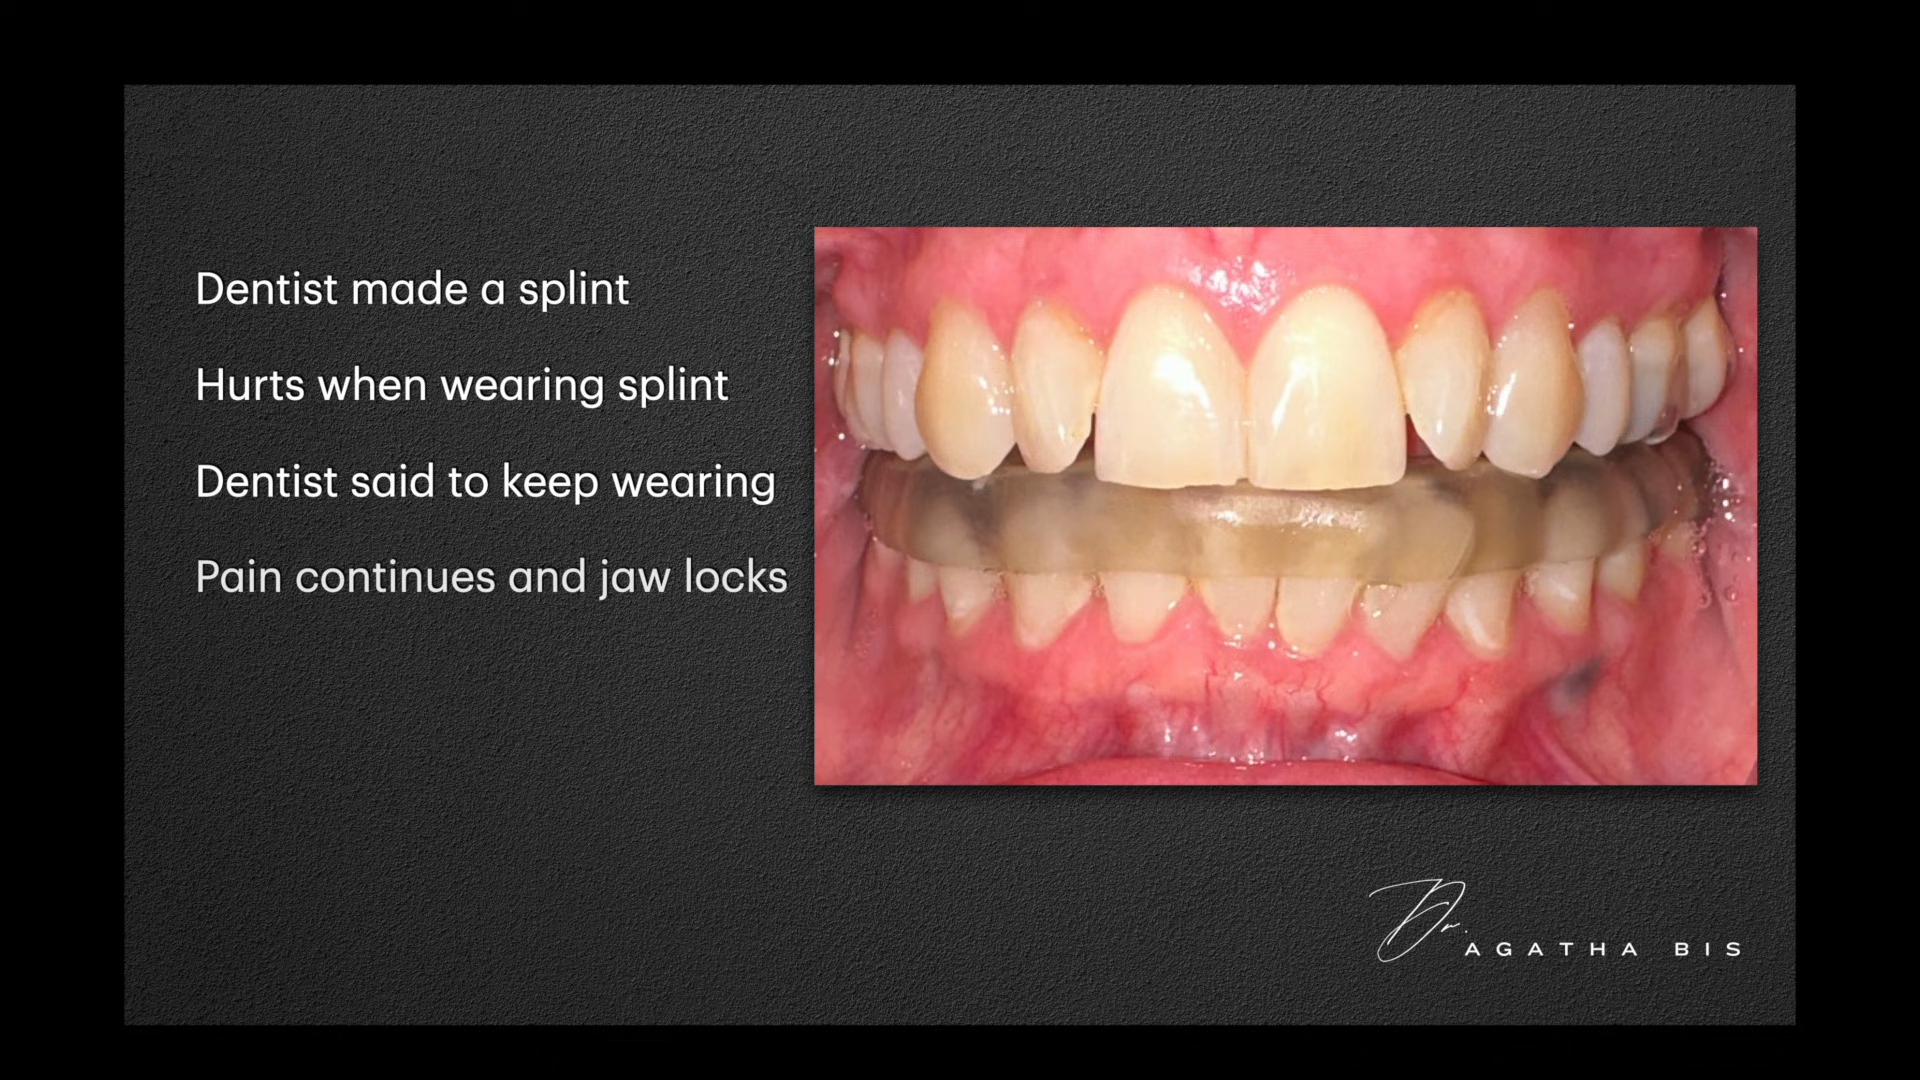 Dentist made a splint
Hurts when wearing splint
Dentist said to keep wearing
Pain continues and jaw locks
Dr. AGATHA BIS